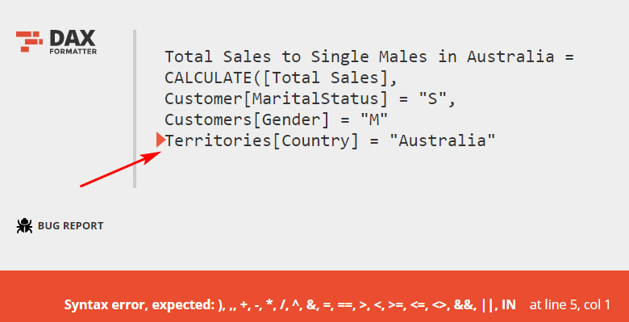 DAX
FORMATTER
Total Sales to Single Males in Australia =
CALCULATE([Total Sales],
Customer[MaritalStatus] = "S",
Customers[Gender] = "M"
Territories[Country] = "Australia"
BUG REPORT
Syntax error, expected: ), ,, +, -, *, /, ^, &, =, ==, >, <, >=, <=, <>, &&, ||, IN at line 5, col 1